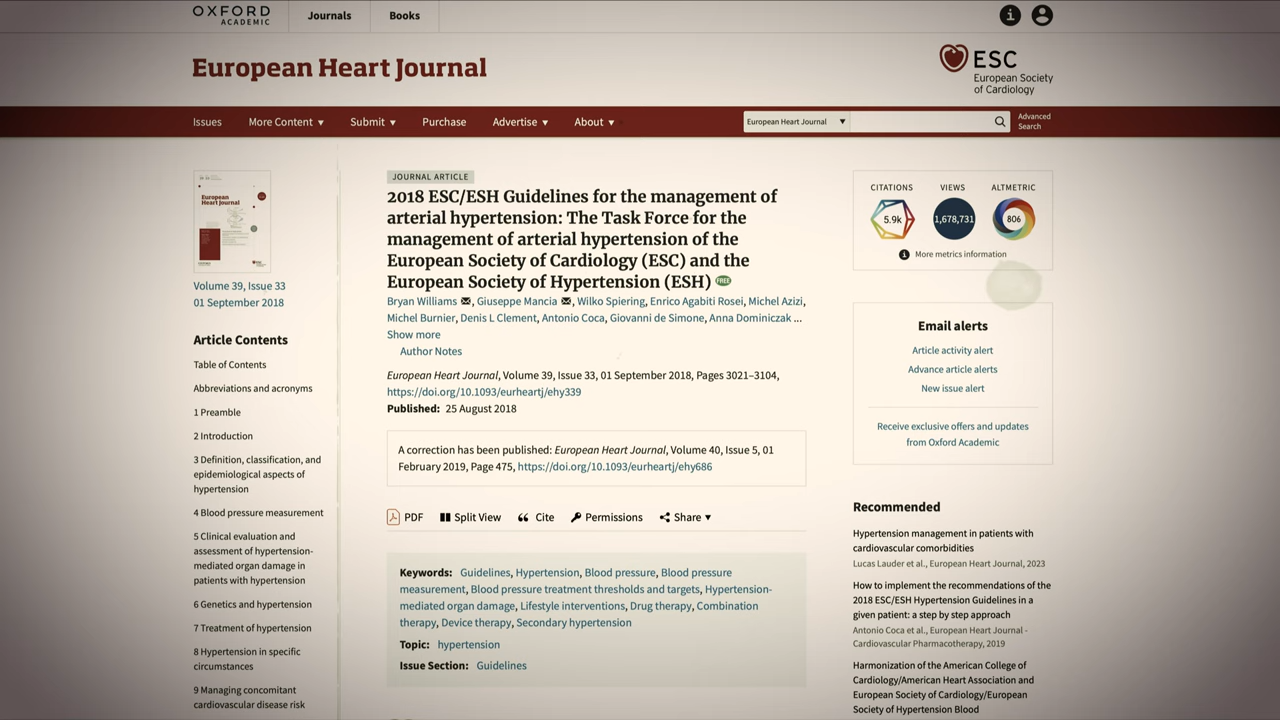 OXFORD
ACADEMIC
Journals
Books
European Heart Journal
ESC
European Society
of Cardiology
Issues
More Content
Submit
Purchase
Advertise
About
European Heart Journal
Advanced
Search
European
Heart Journal
Volume 39, Issue 33
01 September 2018
Author Contents
Table of Contents
Abbreviations and acronyms
1 Preamble
2 Introduction
3 Definition, classification, and
epidemiological aspects of
hypertension
4 Blood pressure measurement
5 Clinical evaluation and
assessment of hypertension-
mediated organ damage in
patients with hypertension
6 Genetics and hypertension
7 Treatment of hypertension
8 Hypertension in specific
circumstances
9 Managing concomitant
cardiovascular disease risk
JOURNAL ARTICLE
2018 ESC/ESH Guidelines for the management of
arterial hypertension: The Task Force for the
management of arterial hypertension of the
European Society of Cardiology (ESC) and the
European Society of Hypertension (ESH) FREE
Bryan Williams, Giuseppe Mancia, Wilko Spiering, Enrico Agabiti Rosei, Michel Azizi,
Michel Burnier, Denis L Clement, Antonio Coca, Giovanni de Simone, Anna Dominiczak ...
Show more
Author Notes
European Heart Journal, Volume 39, Issue 33, 01 September 2018, Pages 3021–3104,
https://doi.org/10.1093/eurheartj/ehy339
Published: 25 August 2018
A correction has been published: European Heart Journal, Volume 40, Issue 5, 01
February 2019, Page 475, https://doi.org/10.1093/eurheartj/ehy686
PDF
Split View
Cite
Permissions
Share
Keywords: Guidelines, Hypertension, Blood pressure, Blood pressure
measurement, Blood pressure treatment thresholds and targets, Hypertension-
mediated organ damage, Lifestyle interventions, Drug therapy, Combination
therapy, Device therapy, Secondary hypertension
Topic: hypertension
Issue Section: Guidelines
CITATIONS
VIEWS
ALTMETRIC
5.9k
1,678,731
806
More metrics information
Email alerts
Article activity alert
Advance article alerts
New issue alert
Receive exclusive offers and updates
from Oxford Academic
Recommended
Hypertension management in patients with
cardiovascular comorbidities
Lucas Lauder et al., European Heart Journal, 2023
How to implement the recommendations of the
2018 ESC/ESH Hypertension Guidelines in a
given patient: a step by step approach
Antonio Coca et al., European Heart Journal -
Cardiovascular Pharmacotherapy, 2019
Harmonization of the American College of
Cardiology/American Heart Association and
European Society of Cardiology/European
Society of Hypertension Blood